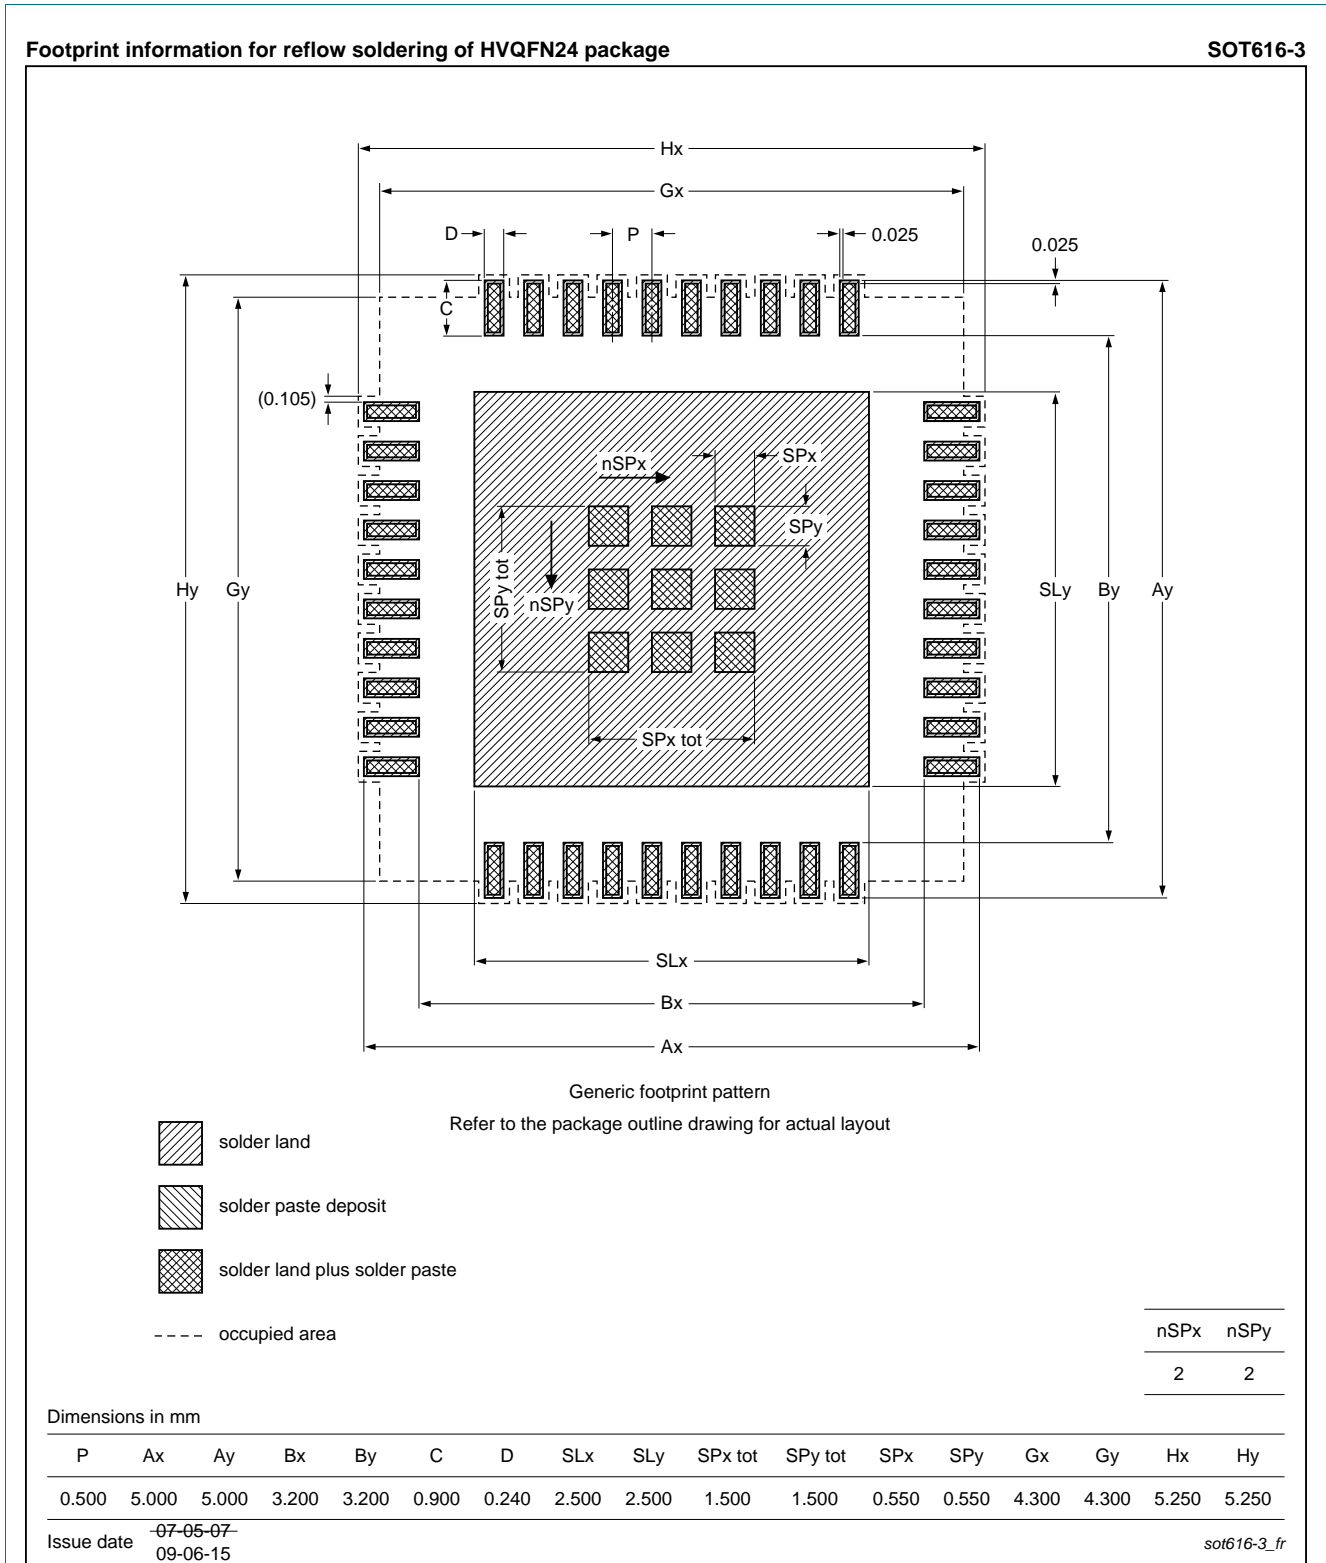 Footprint information for reflow soldering of HVQFN24 package SOT616-3
Hx
Gx
D P 0.025
0.025
C
(0.105)
nSPx SPx
SPy
SPy tot
nSPy
Hy Gy SLy By Ay
SPx tot
SLx
Bx
Ax
Generic footprint pattern
Refer to the package outline drawing for actual layout
solder land
solder paste deposit
solder land plus solder paste
occupied area
nSPx nSPy
2 2
Dimensions in mm
P Ax Ay Bx By C D SLx SLy SPx tot SPy tot SPx SPy Gx Gy Hx Hy
0.500 5.000 5.000 3.200 3.200 0.900 0.240 2.500 2.500 1.500 1.500 0.550 0.550 4.300 4.300 5.250 5.250
Issue date 07-05-07
09-06-15
sot616-3_fr